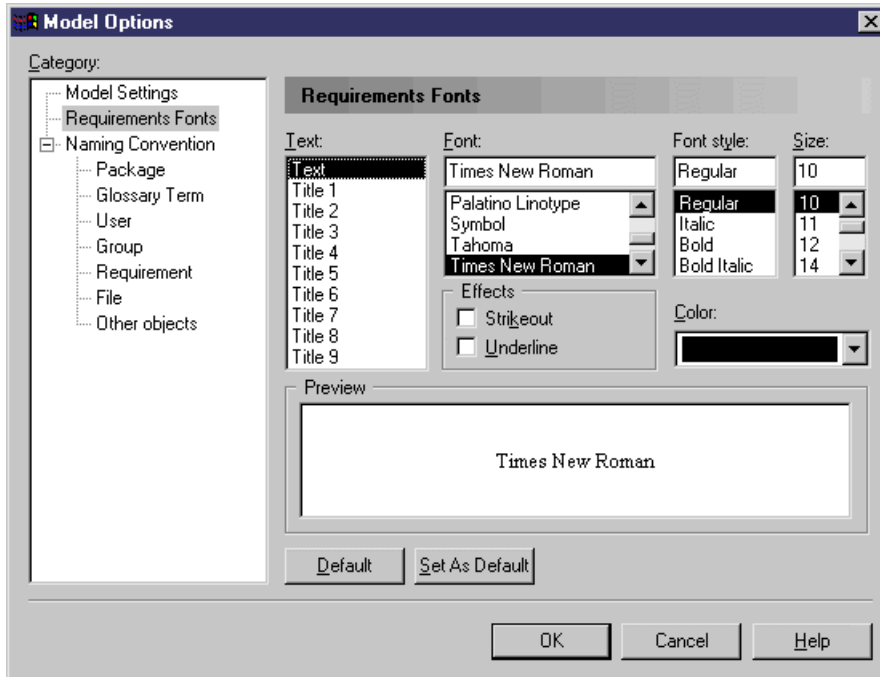 Model Options
Category:
Model Settings
Requirements Fonts
Naming Convention
Package
Glossary Term
User
Group
Requirement
File
Other objects
Requirements Fonts
Text:
Text
Title 1
Title 2
Title 3
Title 4
Title 5
Title 6
Title 7
Title 8
Title 9
Font:
Times New Roman
Palatino Linotype
Symbol
Tahoma
Times New Roman
Font style:
Regular
Regular
Italic
Bold
Bold Italic
Size:
10
10
11
12
14
Effects
Strikeout
Underline
Color:
Preview
Times New Roman
Default
Set As Default
OK
Cancel
Help